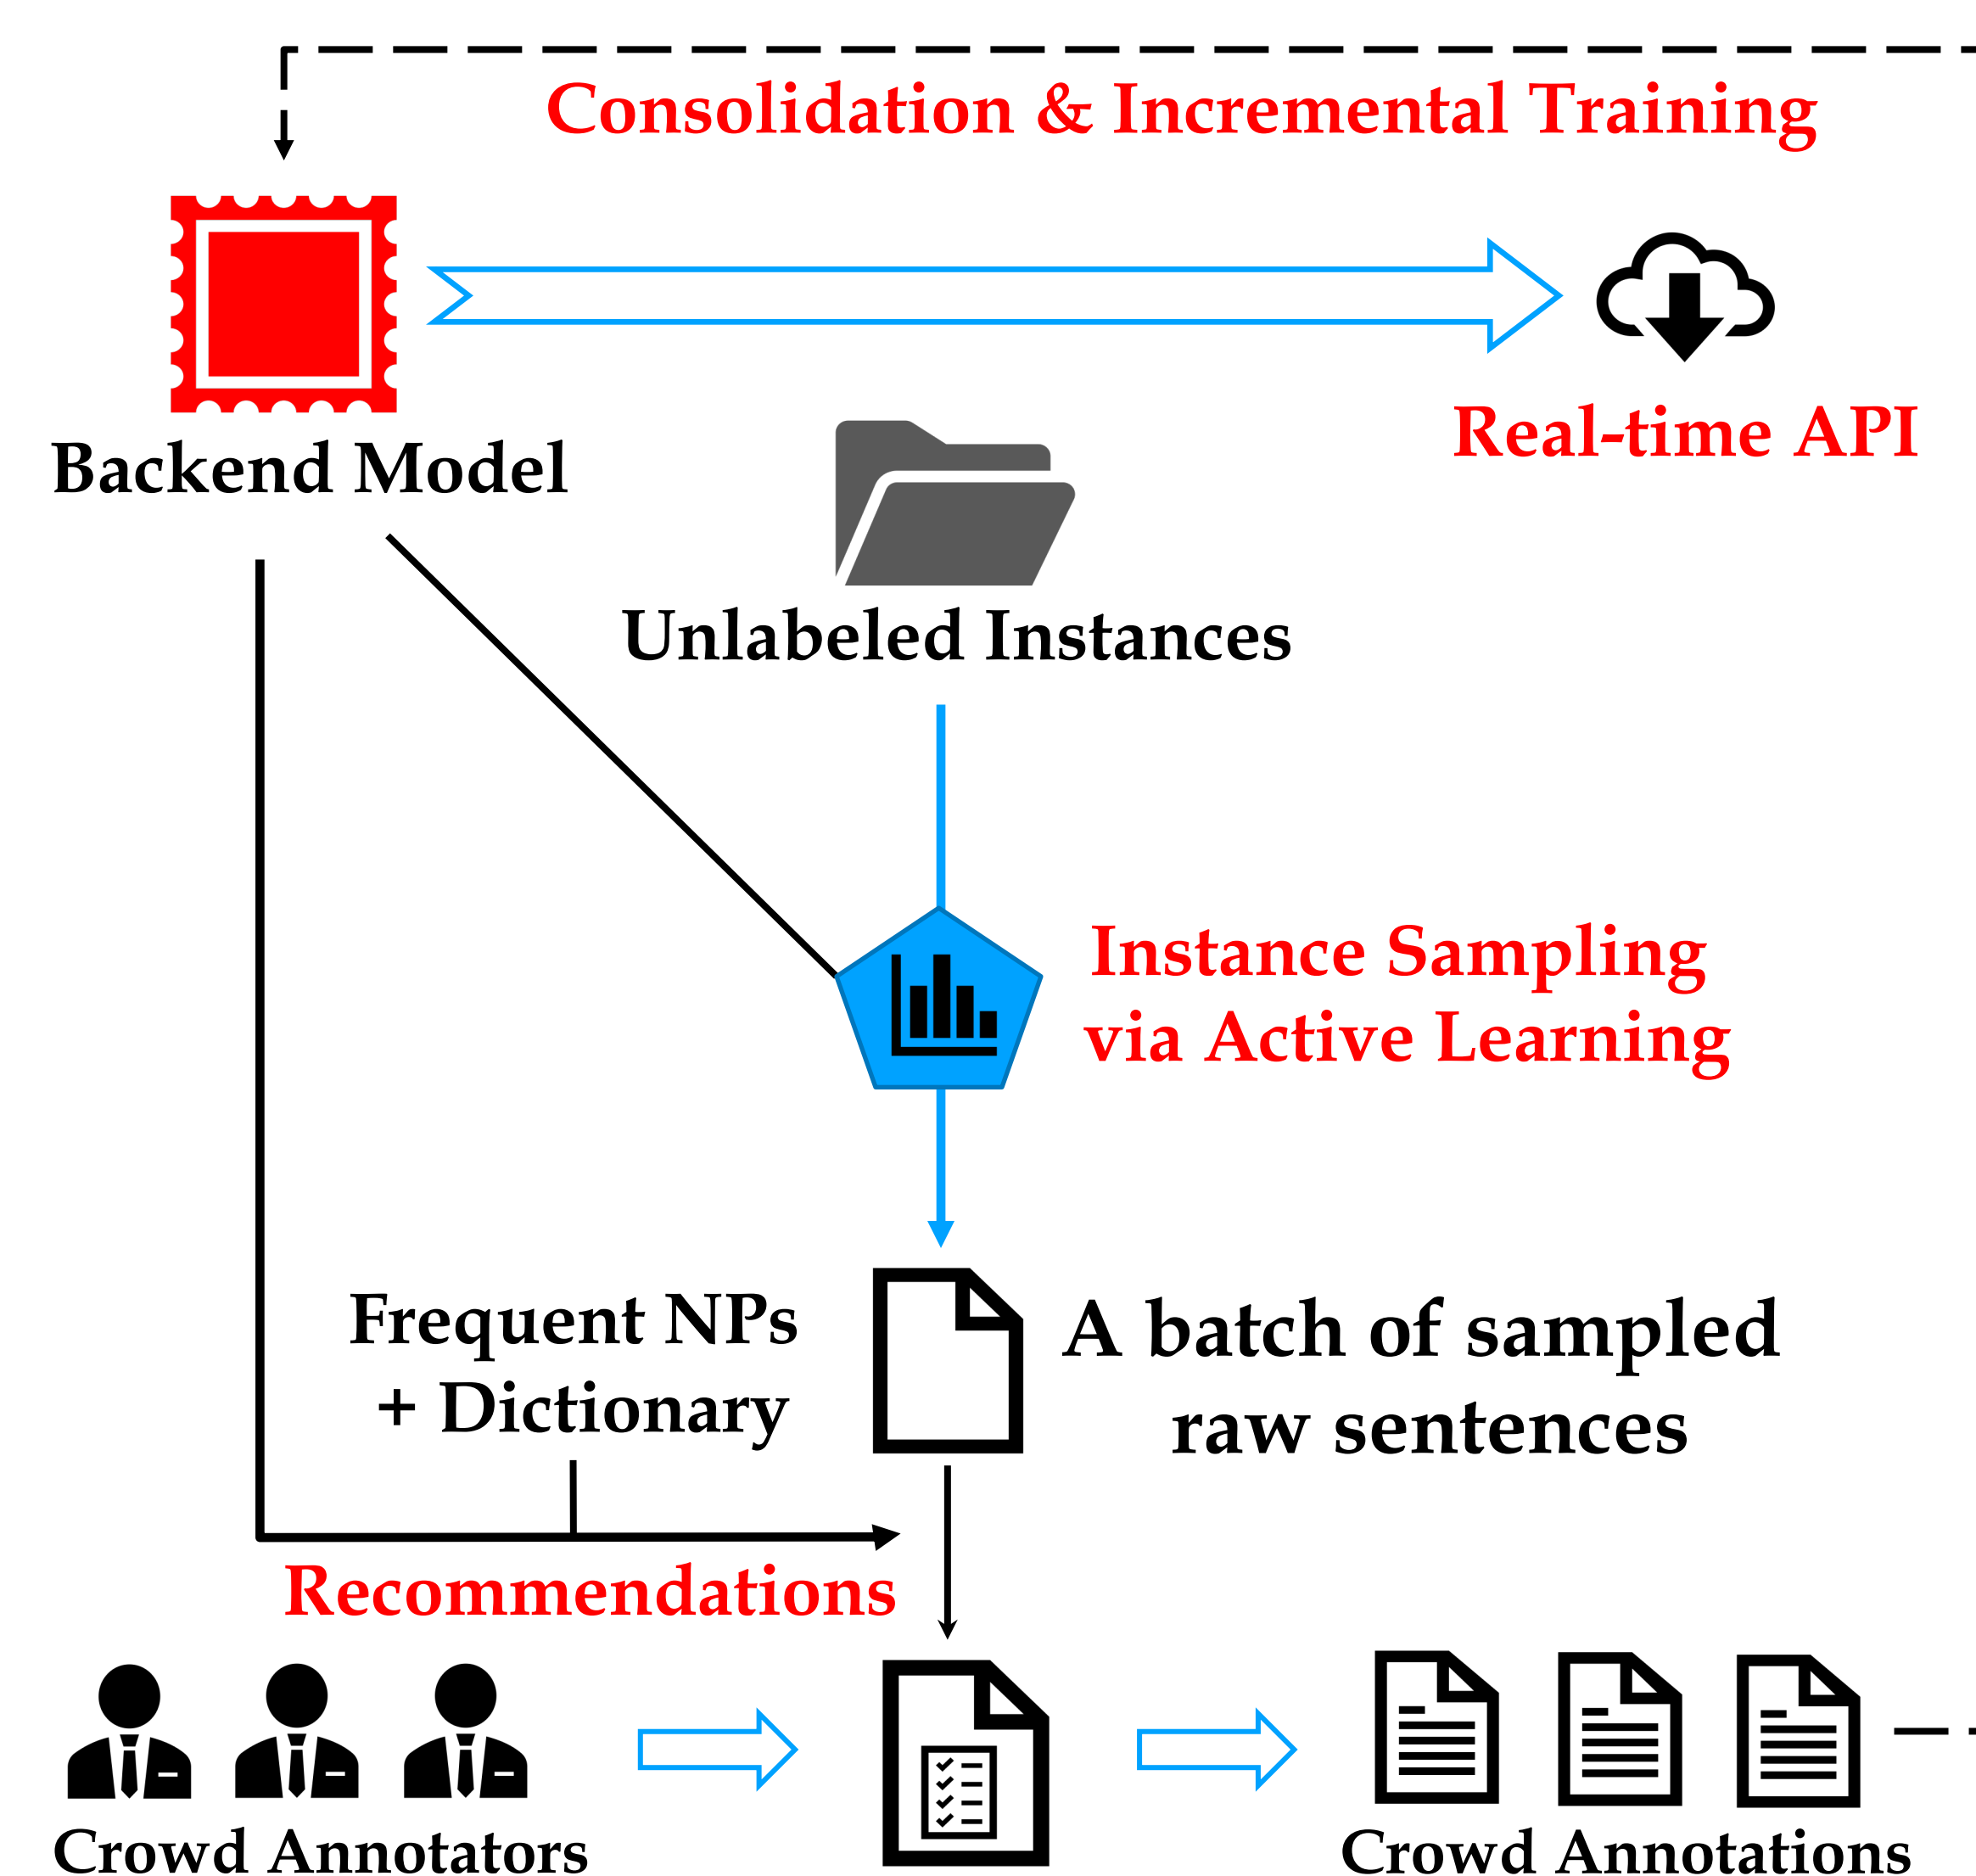 Consolidation & Incremental Training
Real-time API
Backend Model
Unlabeled Instances
Instance Sampling
via Active Learning
Frequent NPs
+ Dictionary
A batch of sampled
raw sentences
Recommendations
Crowd Annotators
Crowd Annotations